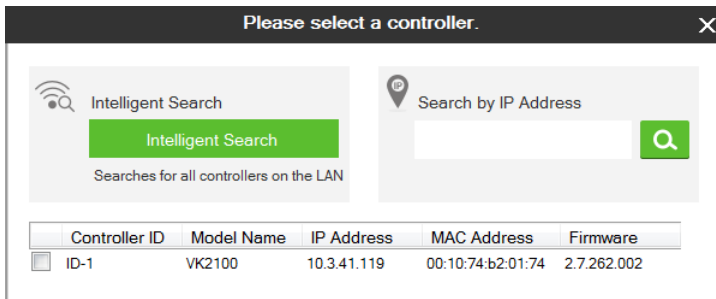 Please select a controller.
X
Intelligent Search
Intelligent Search
Searches for all controllers on the LAN
IP
Search by IP Address
Controller ID Model Name IP Address MAC Address Firmware
ID-1 VK2100 10.3.41.119 00:10:74:b2:01:74 2.7.262.002